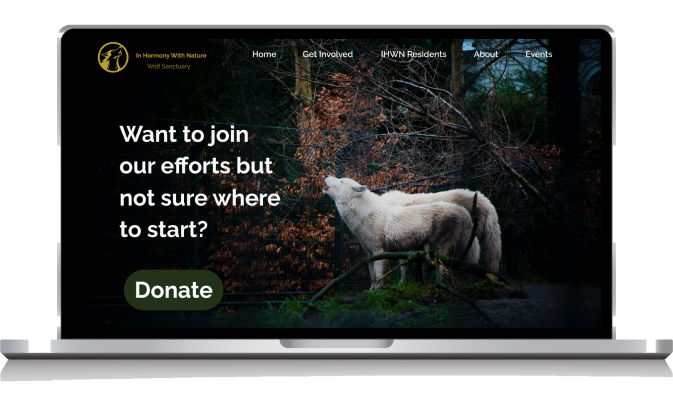 In Harmony With Nature
Wolf Sanctuary
Home Get Involved IHWN Residents About Events
Want to join
our efforts but
not sure where
to start?
Donate